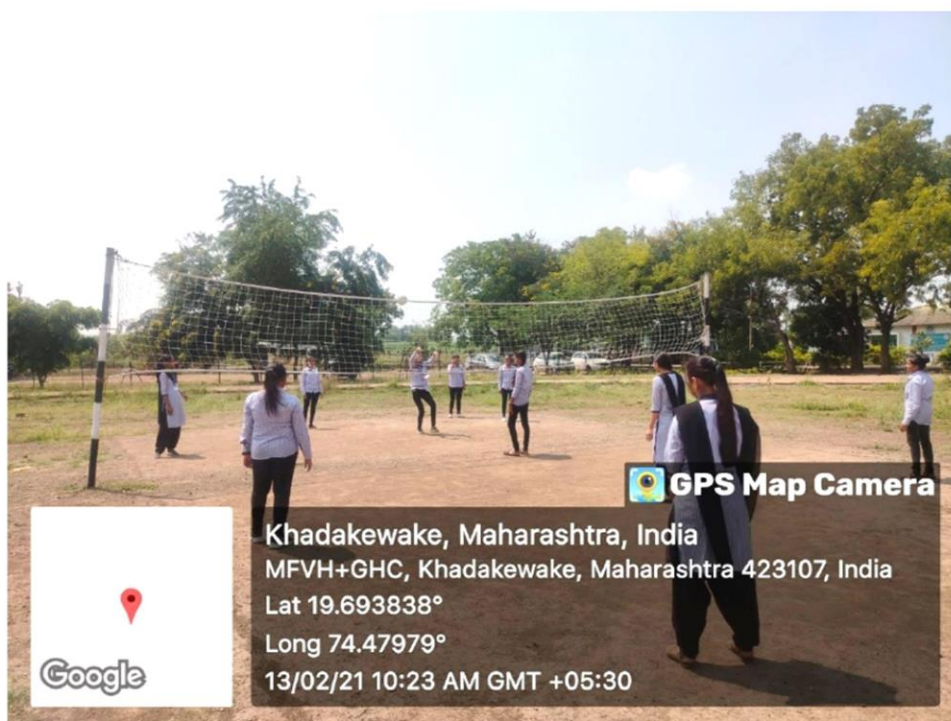 GPS Map Camera
Khadakewake, Maharashtra, India
MFVH+GHC, Khadakewake, Maharashtra 423107, India
Lat 19.693838°
Long 74.47979°
13/02/21 10:23 AM GMT +05:30
Google